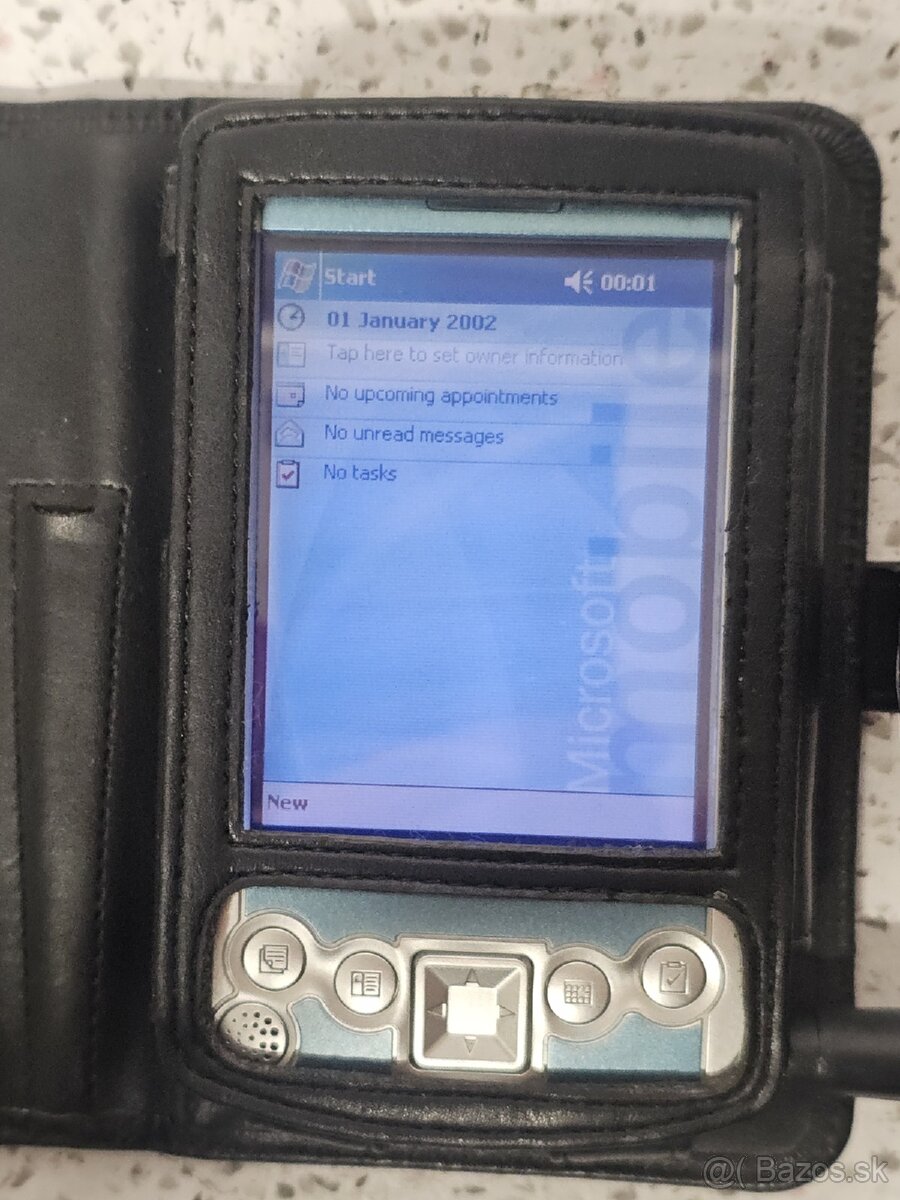 Start 00:01
01 January 2002
Tap here to set owner information
No upcoming appointments
No unread messages
No tasks
Microsoft
mobile
New
@( Bazos.sk